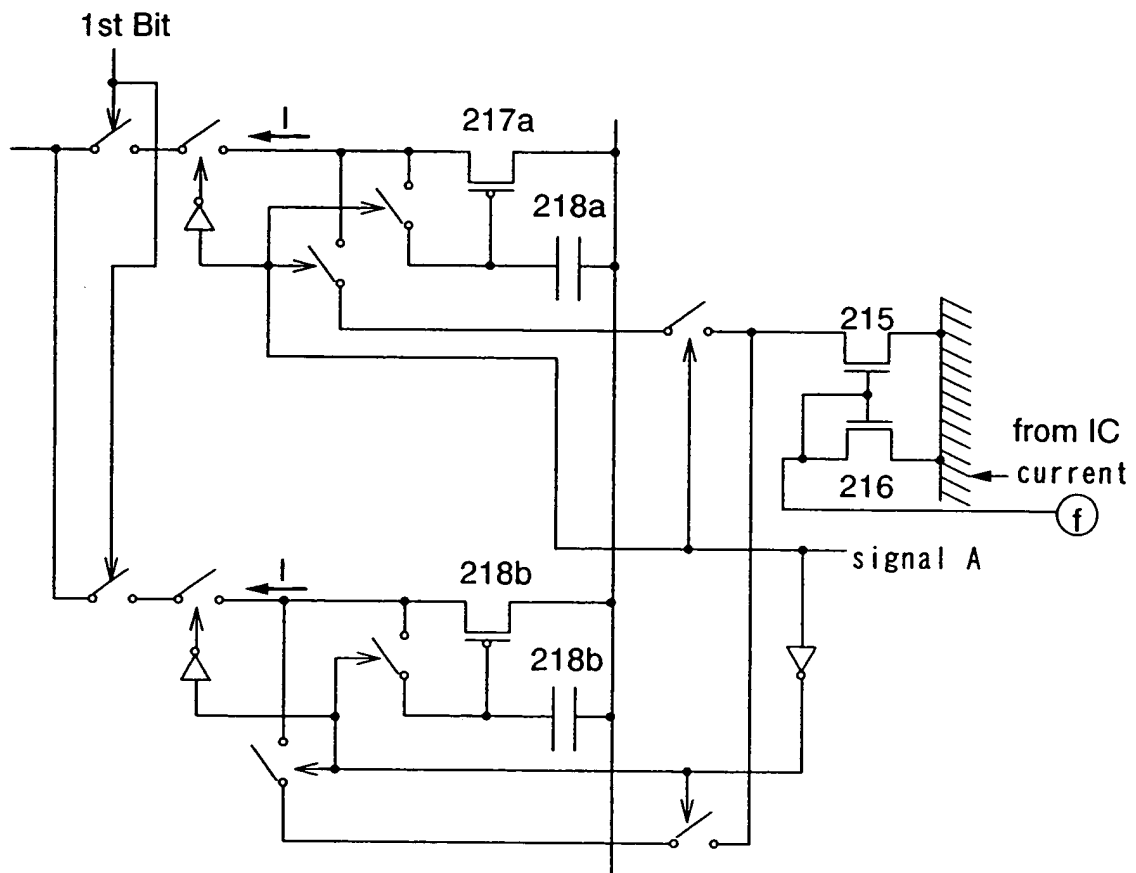 1st Bit
I
217a
218a
215
from IC
current
216
f
signal A
I
218b
218b